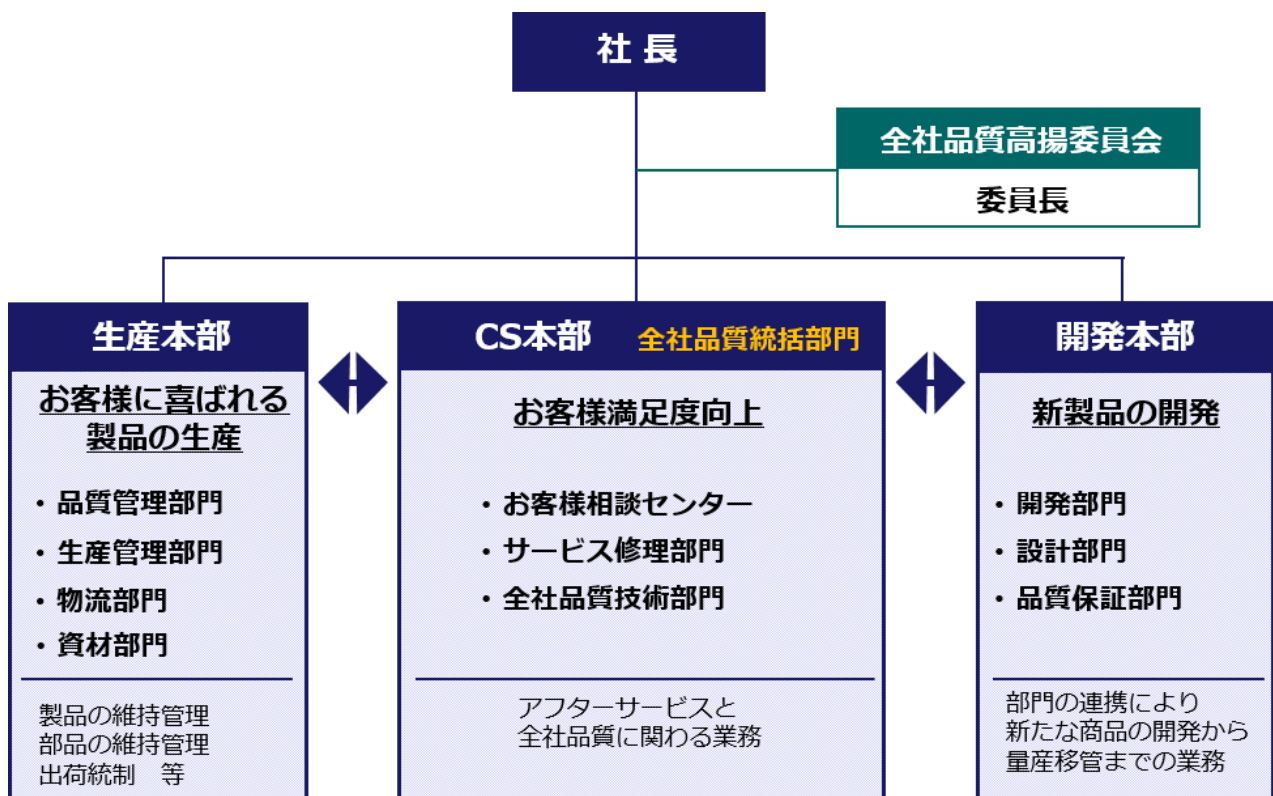 社 長
全社品質高揚委員会
委員長
生産本部
お客様に喜ばれる
製品の生産
・品質管理部門
・生産管理部門
・物流部門
・資材部門
製品の維持管理
部品の維持管理
出荷統制　等
CS本部　全社品質統括部門
お客様満足度向上
・お客様相談センター
・サービス修理部門
・全社品質技術部門
アフターサービスと
全社品質に関わる業務
開発本部
新製品の開発
・開発部門
・設計部門
・品質保証部門
部門の連携により
新たな商品の開発から
量産移管までの業務